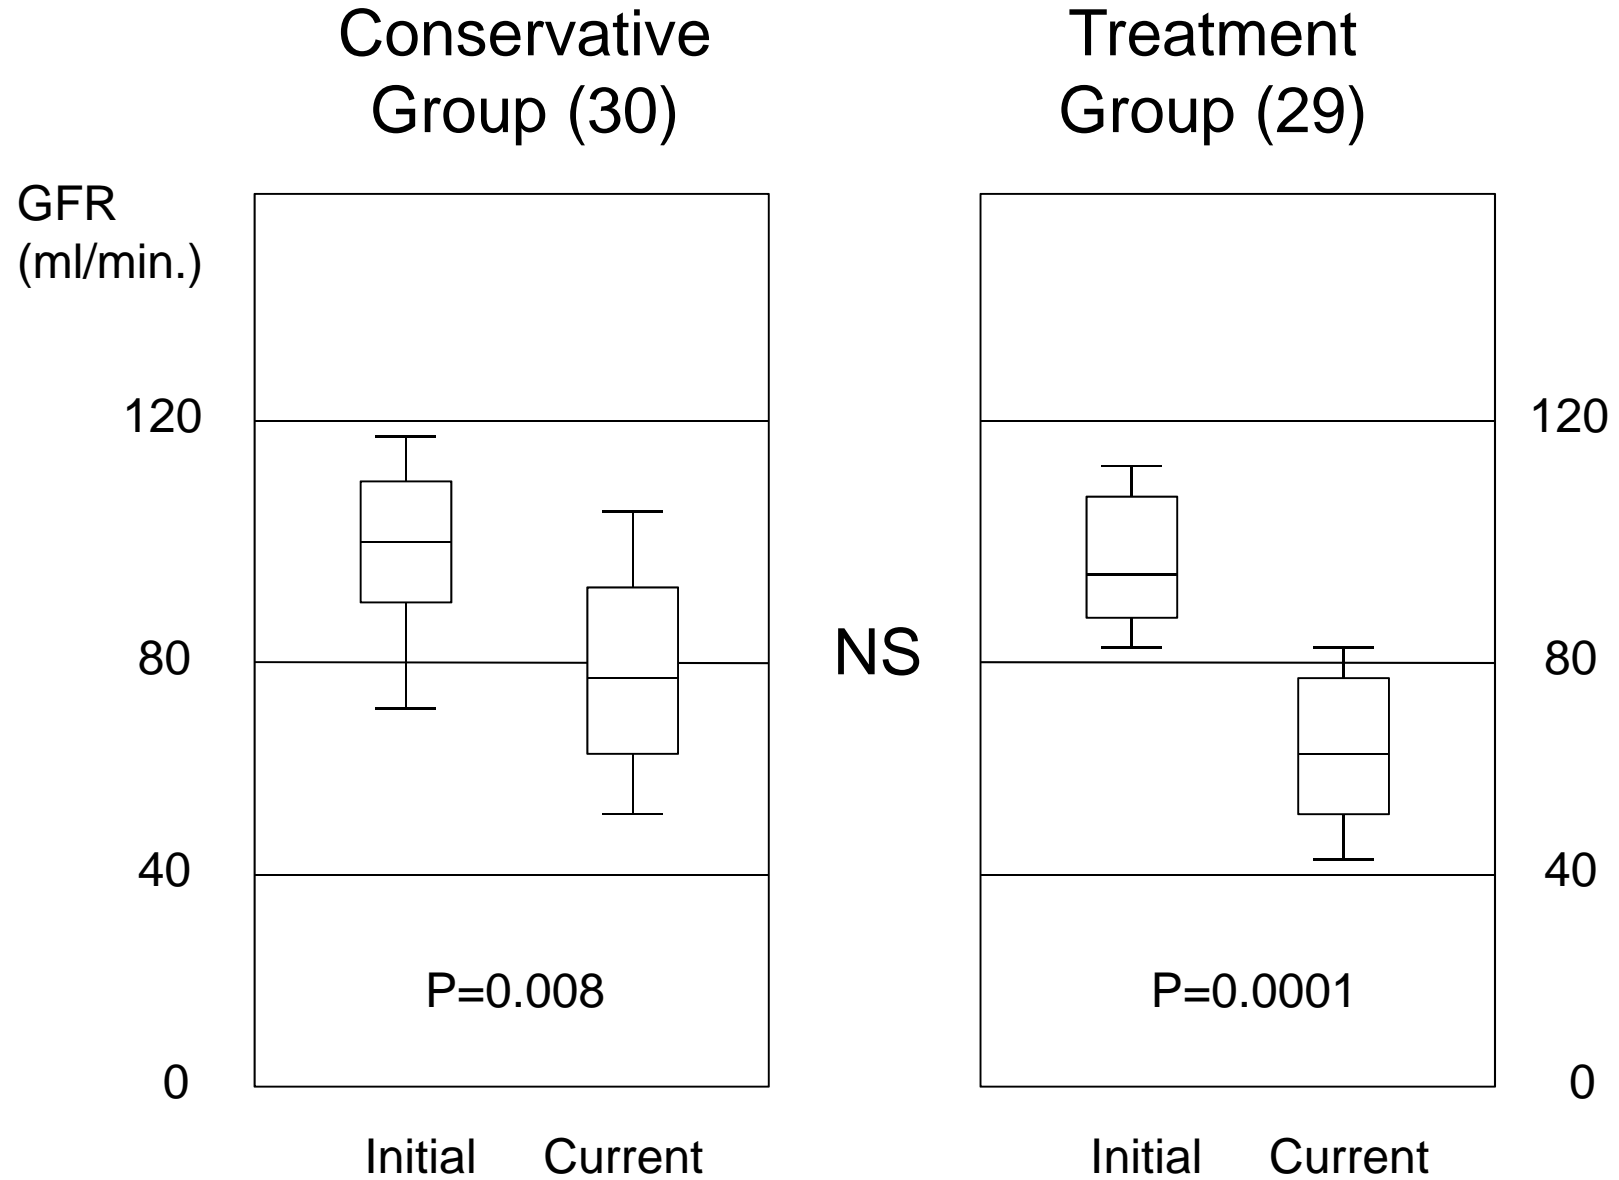 Conservative
Group (30)
Treatment
Group (29)
GFR
(ml/min.)
120
80
40
0
P=0.008
Initial Current
NS
120
80
40
0
P=0.0001
Initial Current